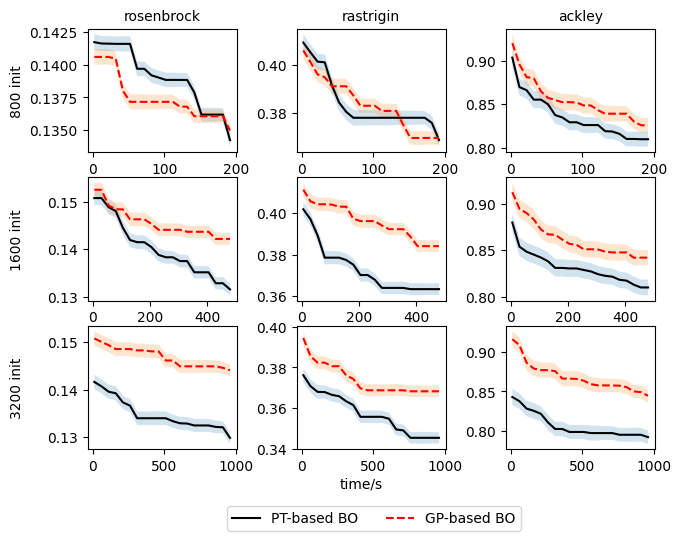 rosenbrock rastrigin ackley
800 init
0.1425
0.1400
0.1375
0.1350
0 100 200
0.40
0.38
0 100 200
0.90
0.85
0.80
0 100 200
1600 init
0.15
0.14
0.13
0 200 400
0.40
0.38
0.36
0 200 400
0.90
0.85
0.80
0 200 400
3200 init
0.15
0.14
0.13
0 500 1000
0.40
0.38
0.36
0.34
0 500 1000
0.90
0.85
0.80
0 500 1000
time/s
PT-based BO GP-based BO